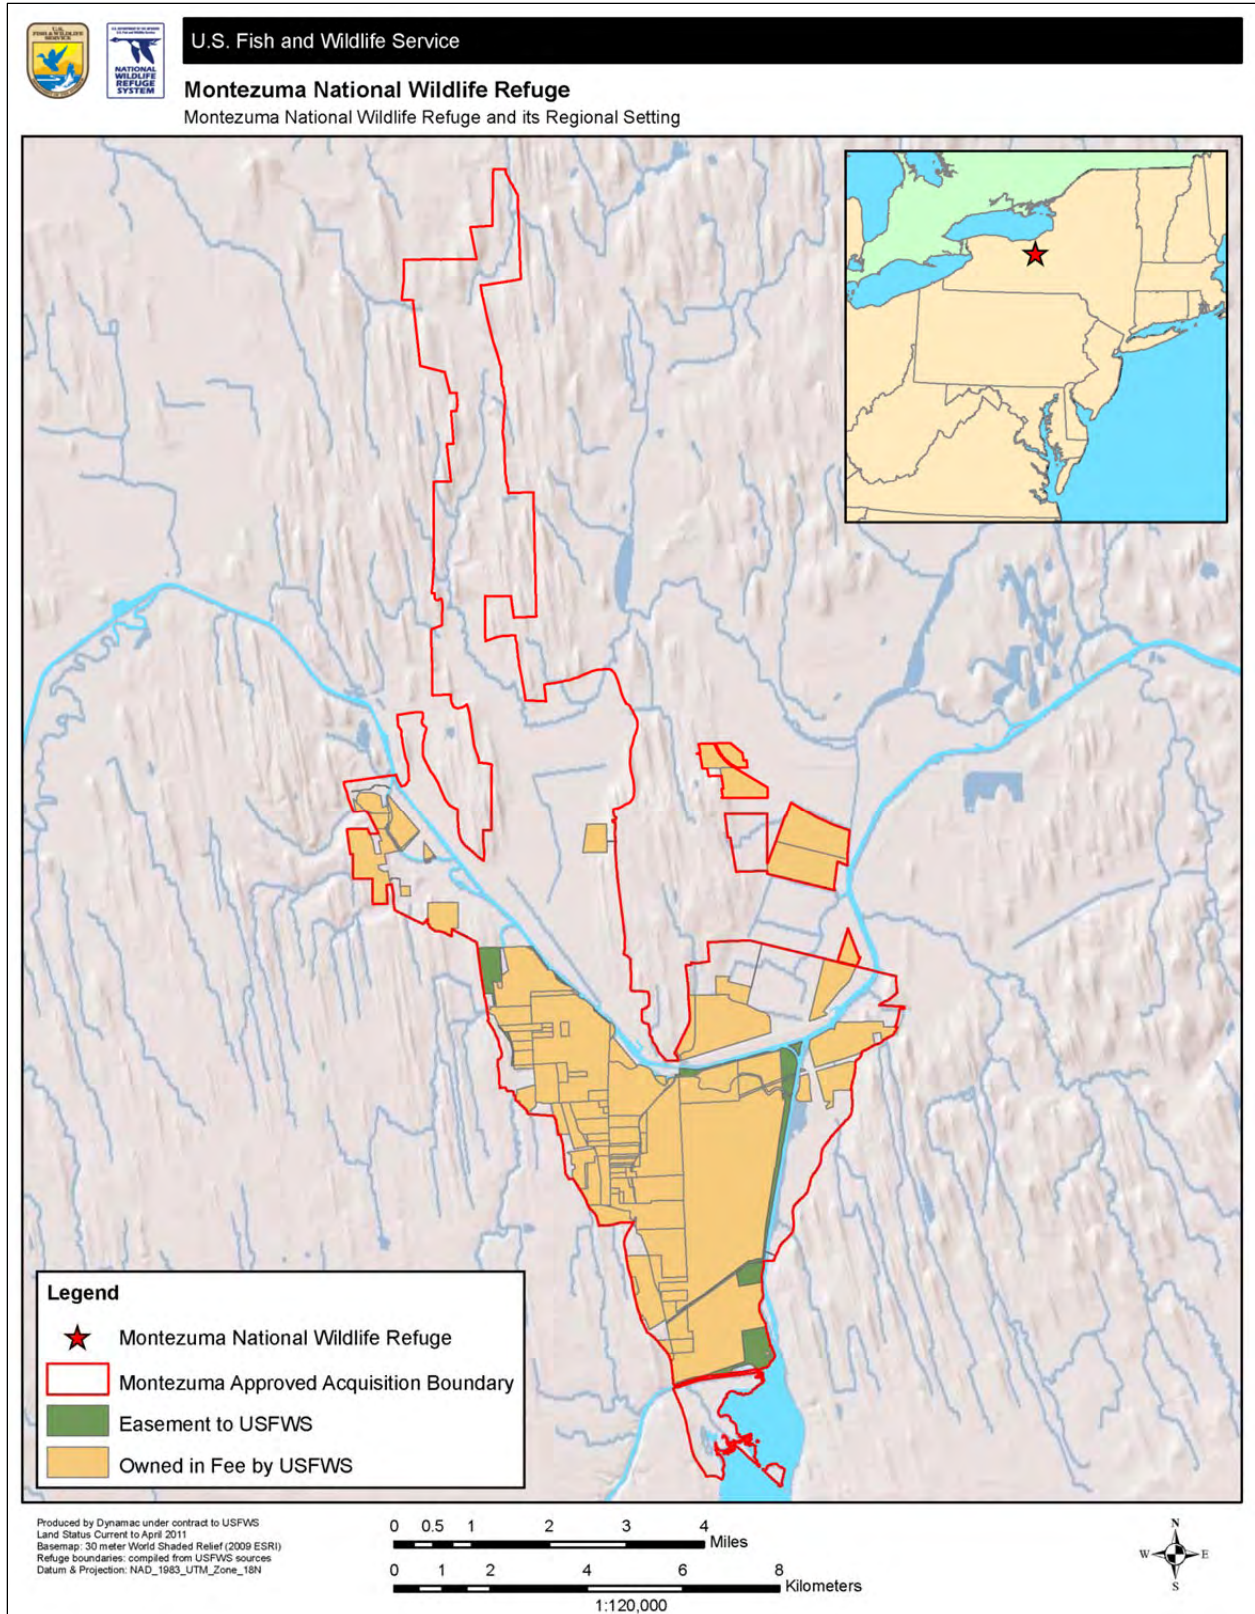 U.S.
FISH & WILDLIFE
SERVICE
NATIONAL
WILDLIFE
REFUGE
SYSTEM
U.S. Fish and Wildlife Service
Montezuma National Wildlife Refuge
Montezuma National Wildlife Refuge and its Regional Setting
Legend
Montezuma National Wildlife Refuge
Montezuma Approved Acquisition Boundary
Easement to USFWS
Owned in Fee by USFWS
Produced by Dynamac under contract to USFWS
Land Status Current to April 2011
Basemap: 30 meter World Shaded Relief (2009 ESRI)
Refuge boundaries: compiled from USFWS sources
Datum & Projection: NAD_1983_UTM_Zone_18N
0 0.5 1 2 3 4
Miles
0 1 2 4 6 8
Kilometers
1:120,000
N
W E
S